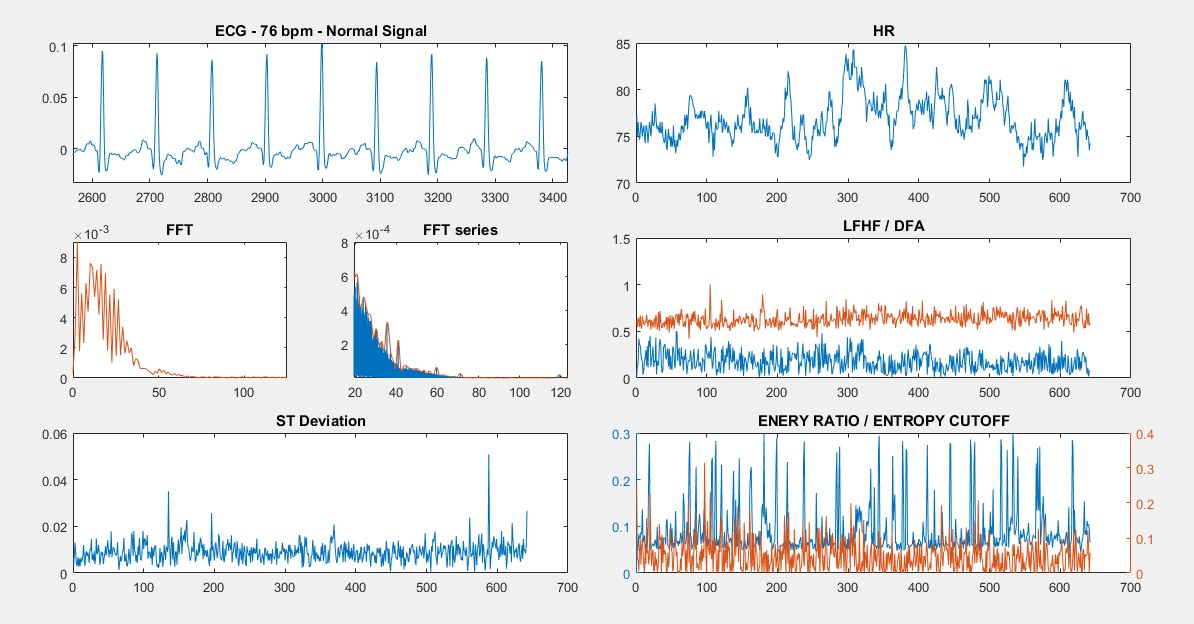 ECG - 76 bpm - Normal Signal
0.1
0.05
0
2600 2700 2800 2900 3000 3100 3200 3300 3400
HR
85
80
75
70
0 100 200 300 400 500 600 700
FFT
×10-3
8
6
4
2
0
0 50 100
FFT series
×10-4
8
6
4
2
20 40 60 80 100 120
LFHF / DFA
1.5
1
0.5
0
0 100 200 300 400 500 600 700
ST Deviation
0.06
0.04
0.02
0
0 100 200 300 400 500 600 700
ENERY RATIO / ENTROPY CUTOFF
0.3
0.2
0.1
0
0.4
0.3
0.2
0.1
0
0 100 200 300 400 500 600 700